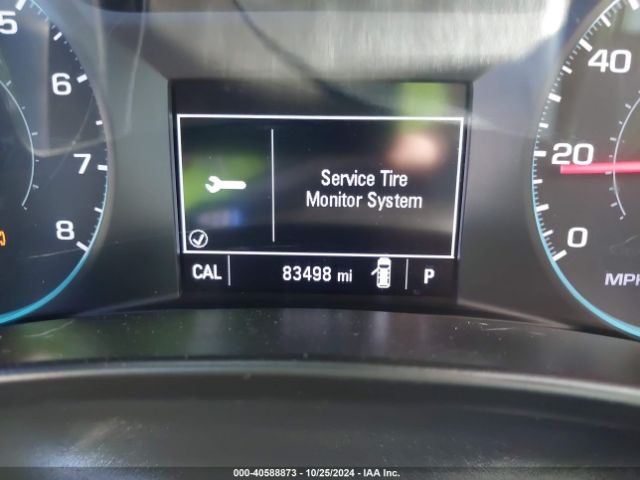 5
6
7
8
Service Tire
Monitor System
CAL
83498 mi
P
40
20
0
MPH
000-40588873 - 10/25/2024 - IAA Inc.